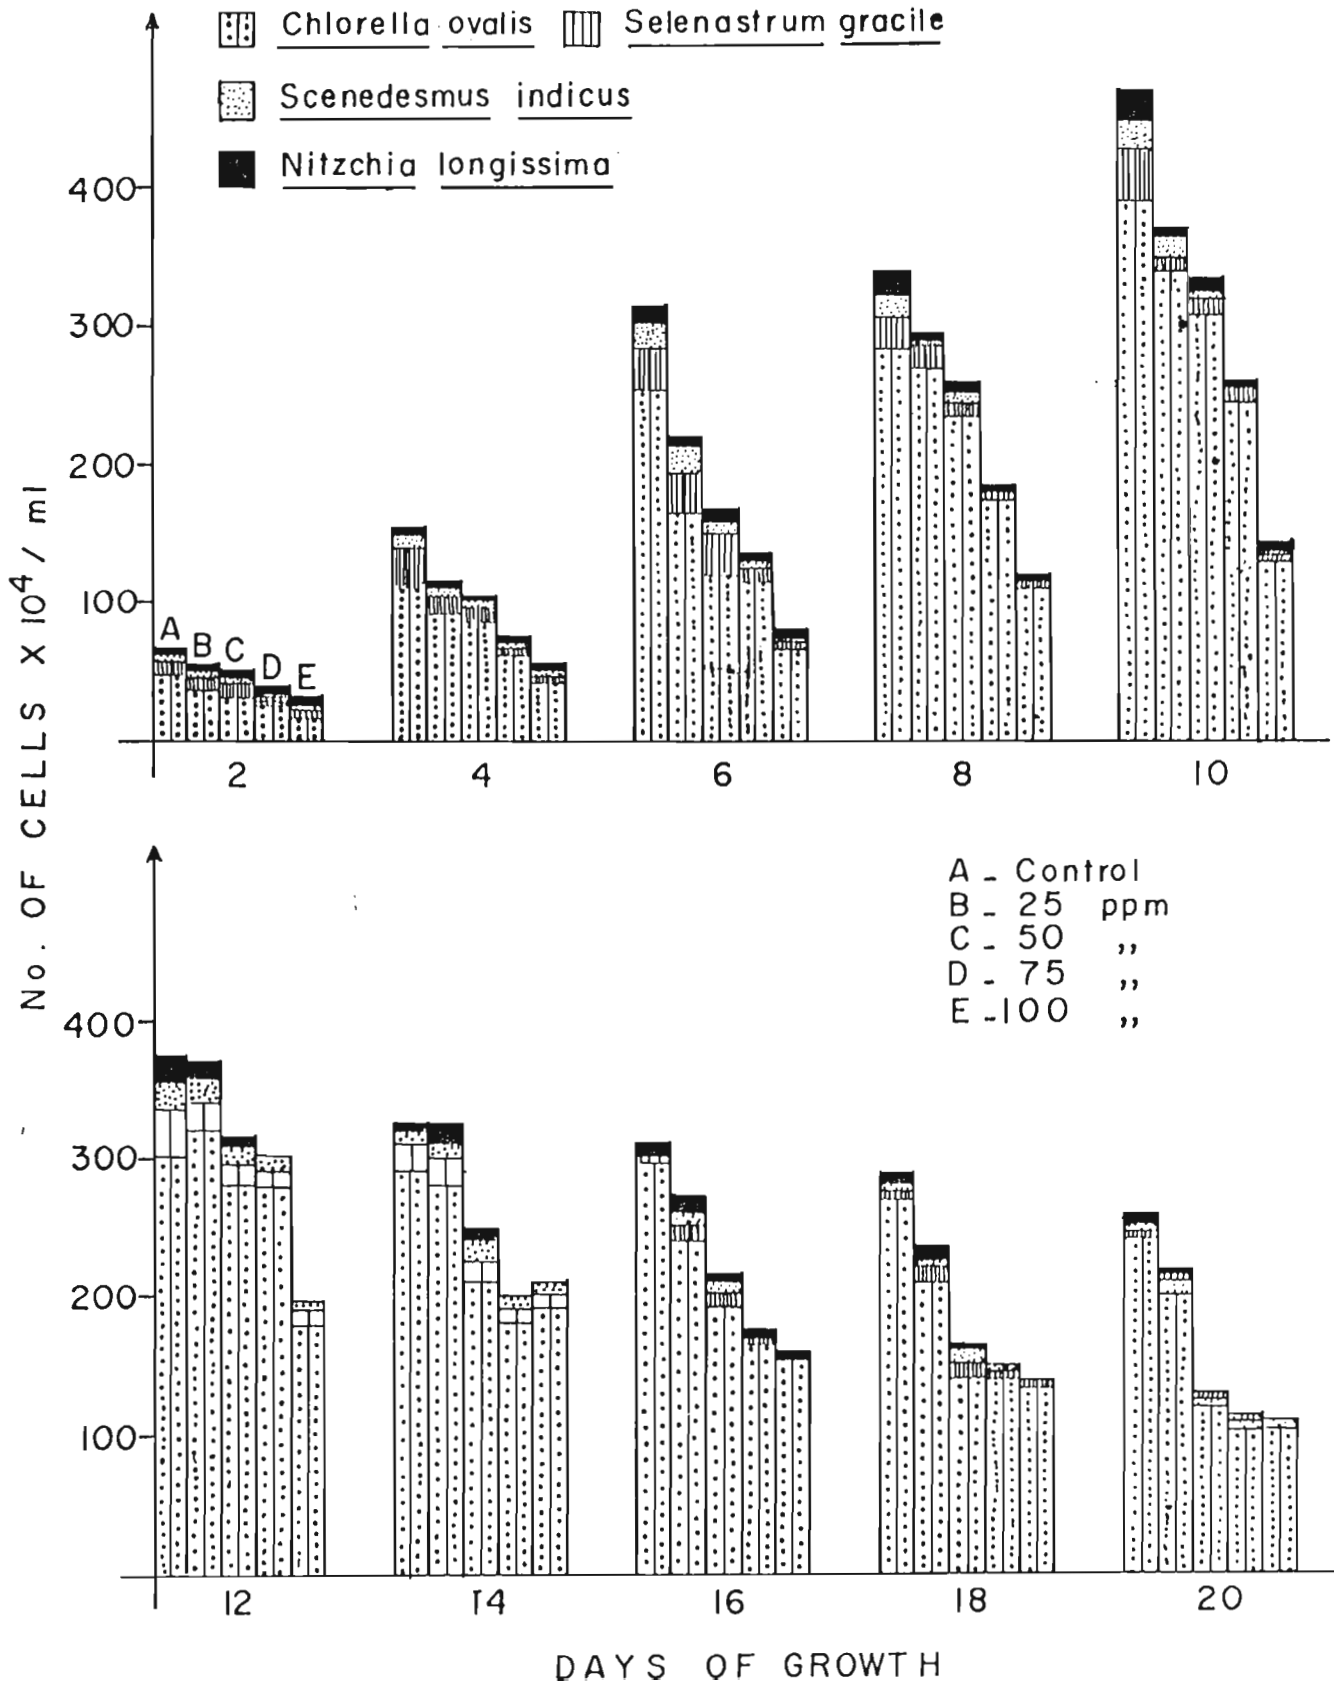 Chlorella ovalis Selenastrum gracile
Scenedesmus indicus
Nitzchia longissima
400
300
200
100
A B C D E
2 4 6 8 10
No. OF CELLS X 10⁴/ ml
A - Control
B - 25 ppm
C - 50 ,,
D - 75 ,,
E - 100 ,,
400
300
200
100
12 14 16 18 20
DAYS OF GROWTH